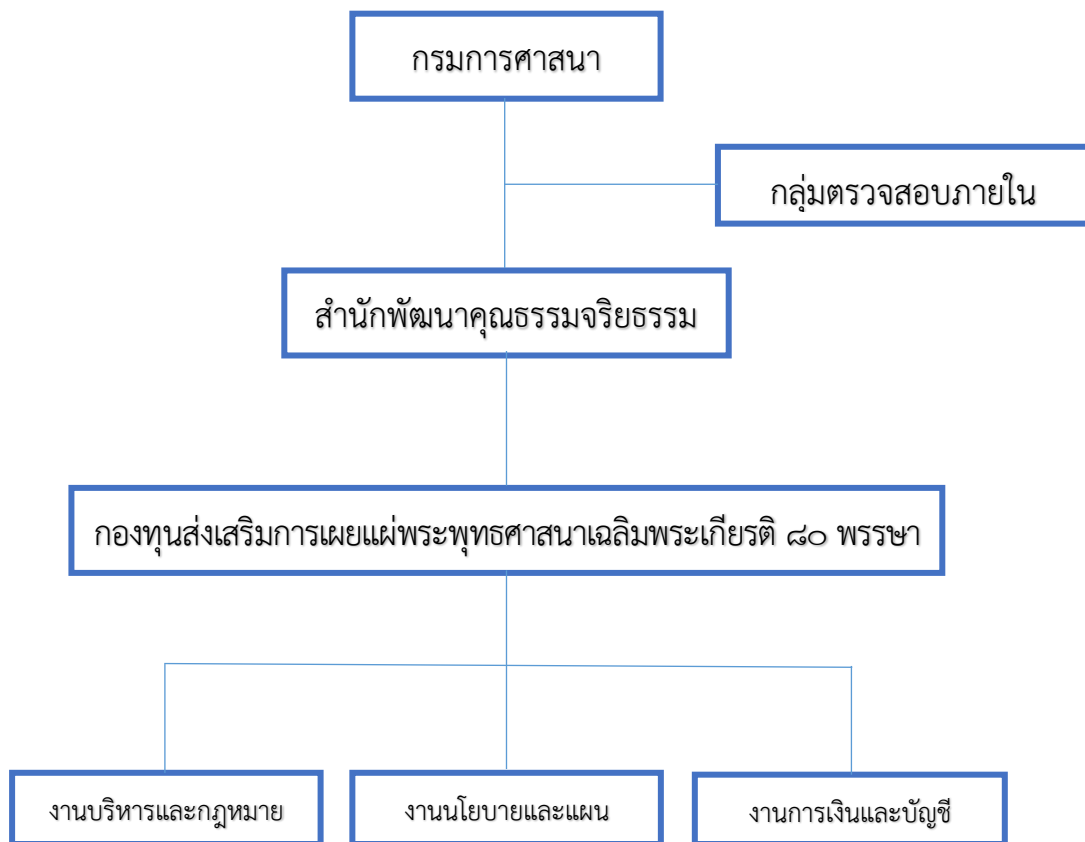 กรมการศาสนา
กลุ่มตรวจสอบภายใน
สำนักพัฒนาคุณธรรมจริยธรรม
กองทุนส่งเสริมการเผยแผ่พระพุทธศาสนาเฉลิมพระเกียรติ ๘๐ พรรษา
งานบริหารและกฎหมาย
งานนโยบายและแผน
งานการเงินและบัญชี